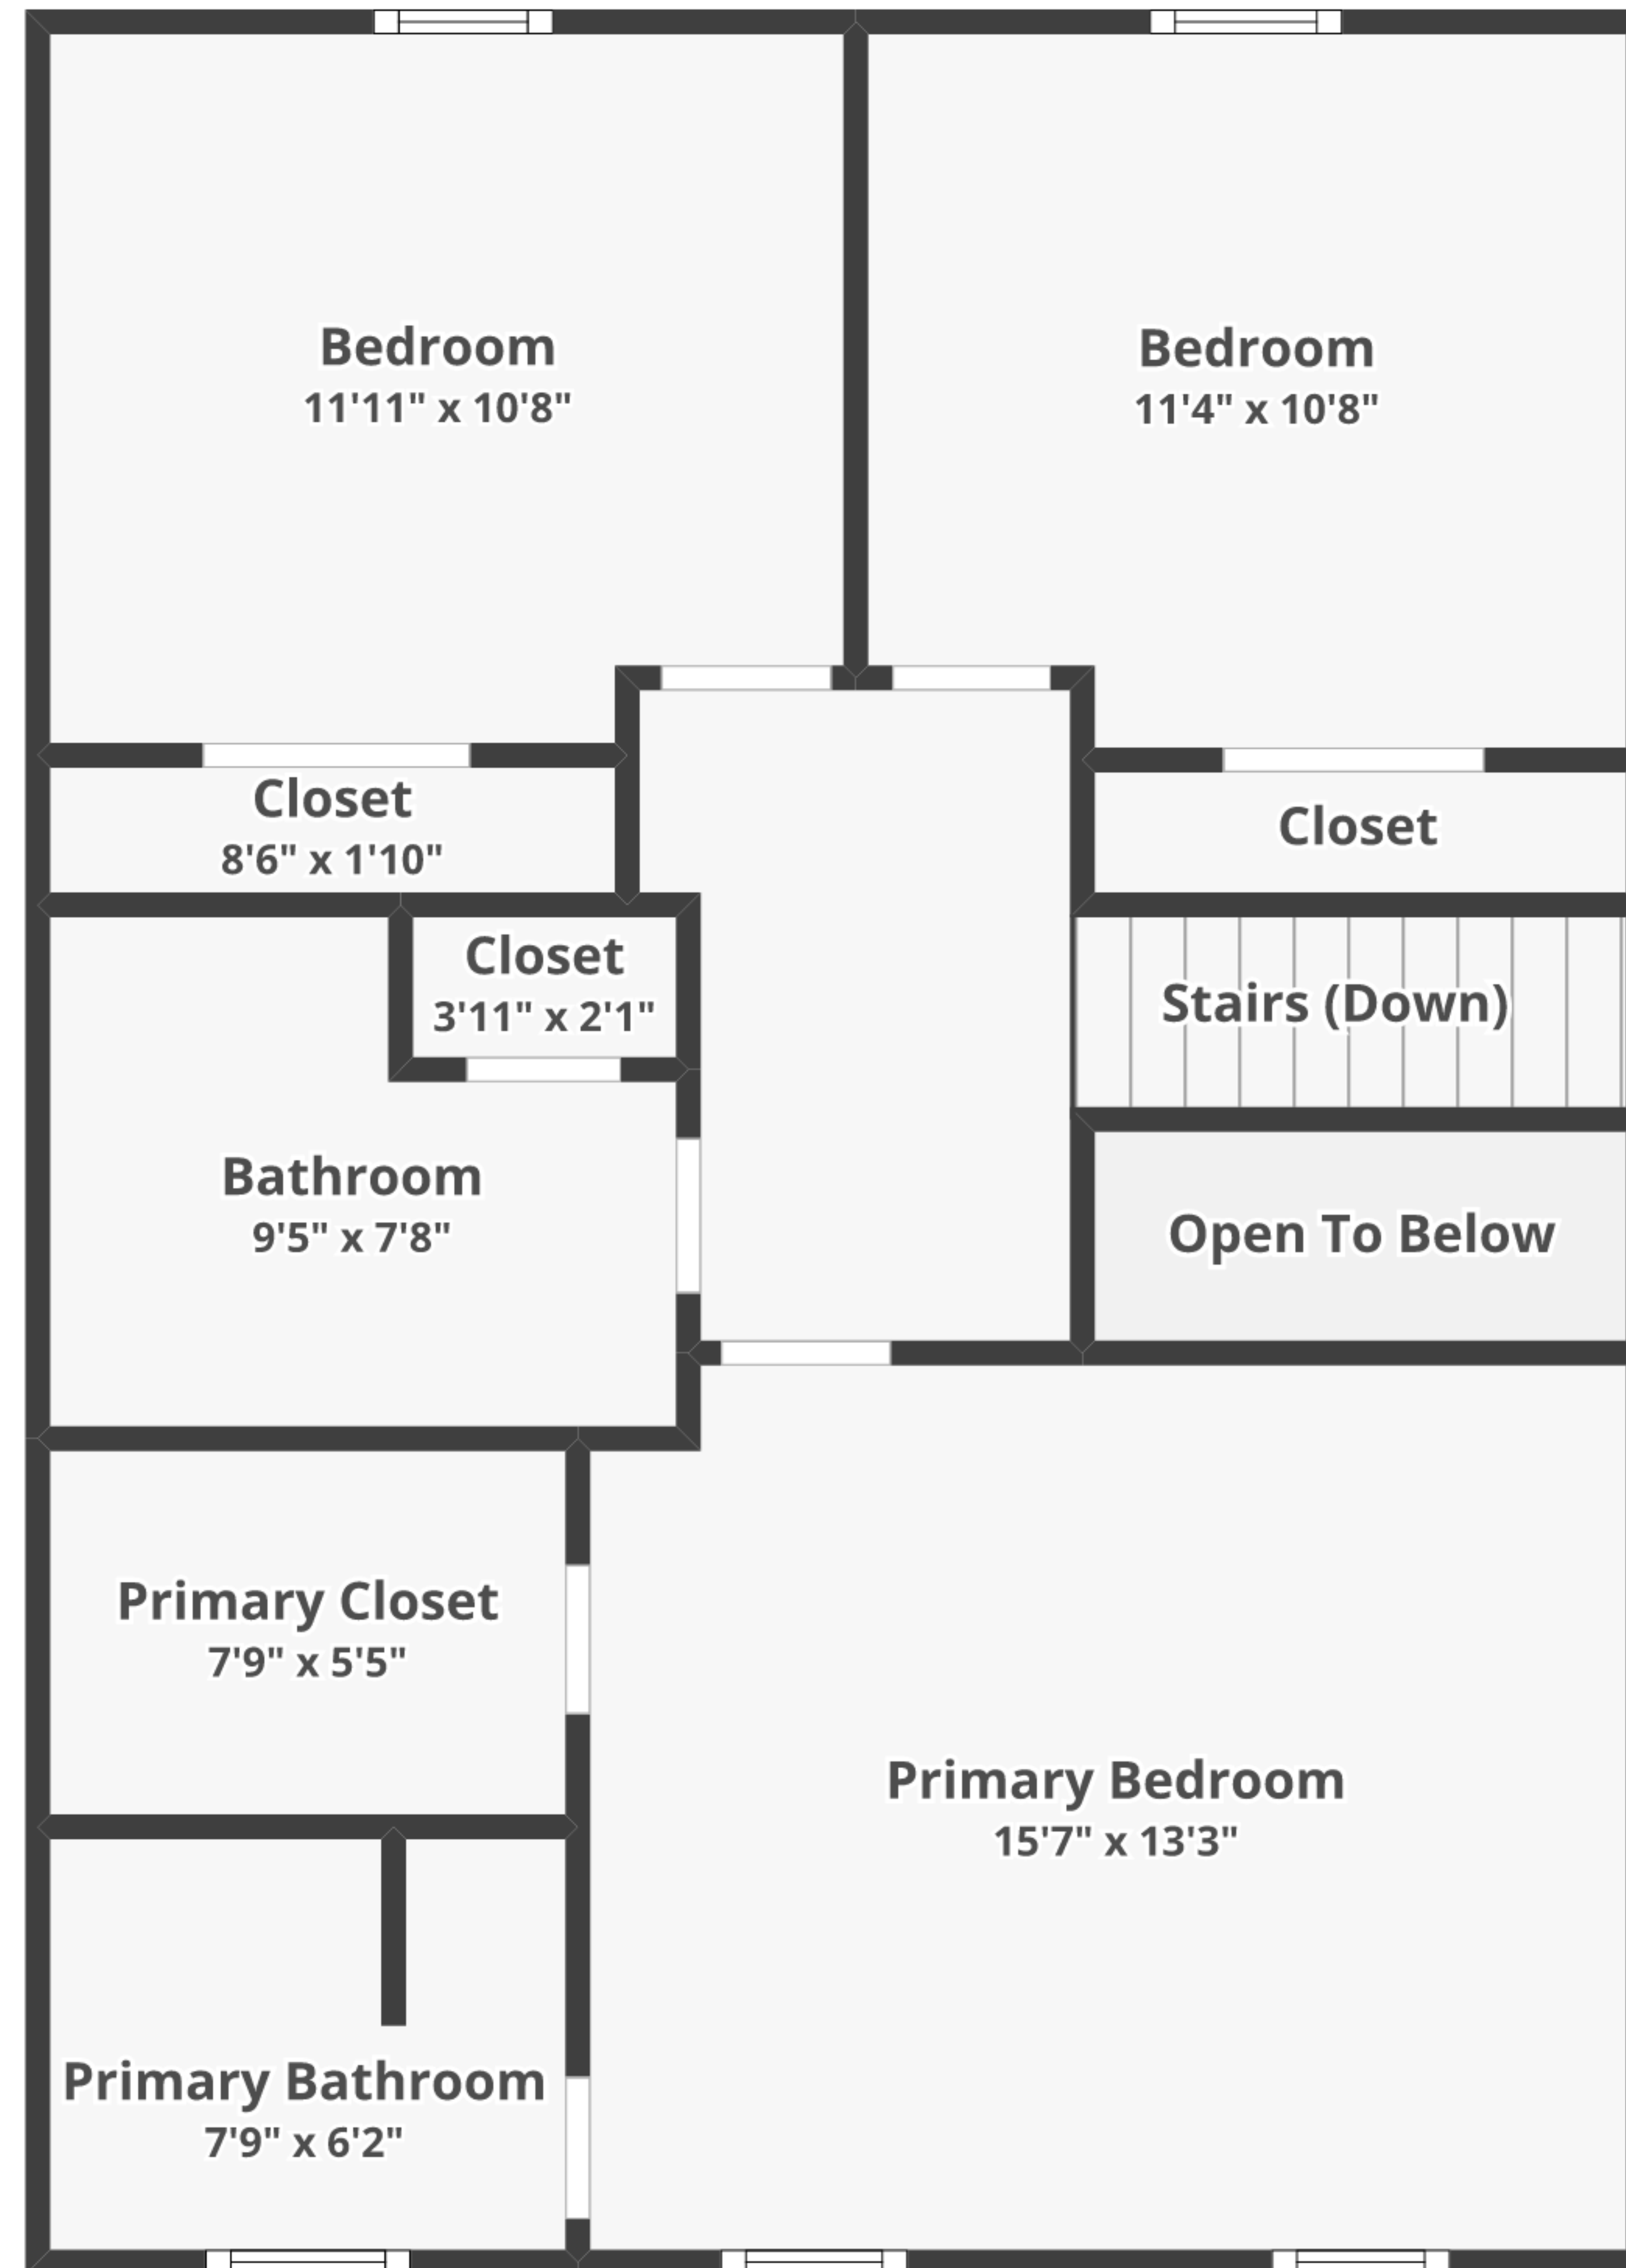 Bedroom
11'11" x 10'8"
Bedroom
11'4" x 10'8"
Closet
8'6" x 1'10"
Closet
Closet
3'11" x 2'1"
Stairs (Down)
Bathroom
9'5" x 7'8"
Open To Below
Primary Closet
7'9" x 5'5"
Primary Bedroom
15'7" x 13'3"
Primary Bathroom
7'9" x 6'2"